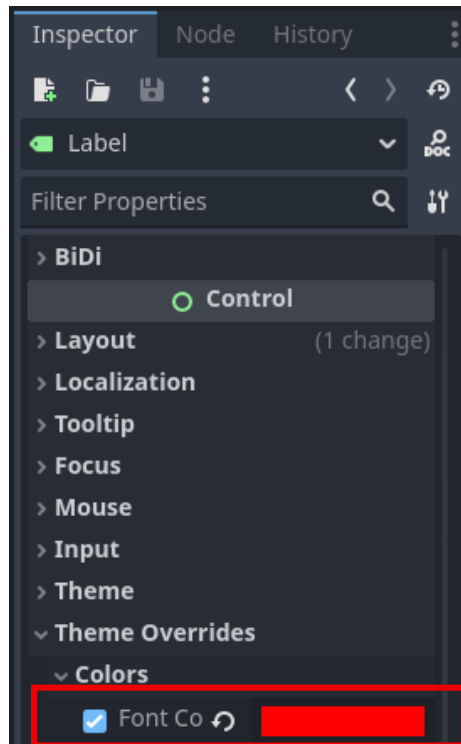 Inspector Node History
Label
DOC
Filter Properties
BiDi
Control
Layout (1 change)
Localization
Tooltip
Focus
Mouse
Input
Theme
Theme Overrides
Colors
Font Co